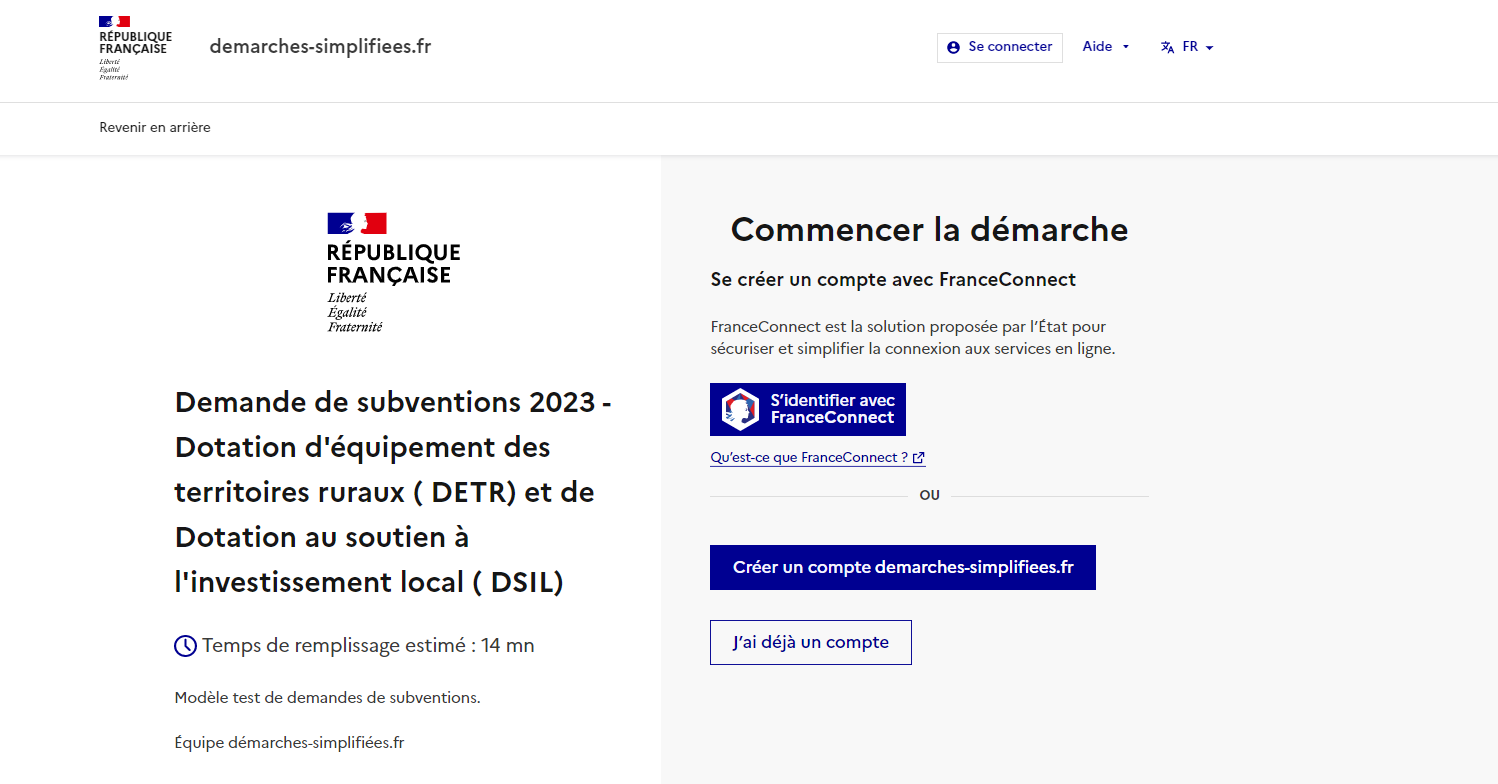 RÉPUBLIQUE
FRANÇAISE
Liberté
Égalité
Fraternité
demarches-simplifiees.fr
Se connecter
Aide
FR
Revenir en arrière
RÉPUBLIQUE
FRANÇAISE
Liberté
Égalité
Fraternité
Demande de subventions 2023 -
Dotation d'équipement des
territoires ruraux ( DETR) et de
Dotation au soutien à
l'investissement local ( DSIL)
Temps de remplissage estimé : 14 mn
Modèle test de demandes de subventions.
Équipe démarches-simplifiées.fr
Commencer la démarche
Se créer un compte avec FranceConnect
FranceConnect est la solution proposée par l’État pour
sécuriser et simplifier la connexion aux services en ligne.
S’identifier avec
FranceConnect
Qu’est-ce que FranceConnect ?
OU
Créer un compte demarches-simplifiees.fr
J’ai déjà un compte